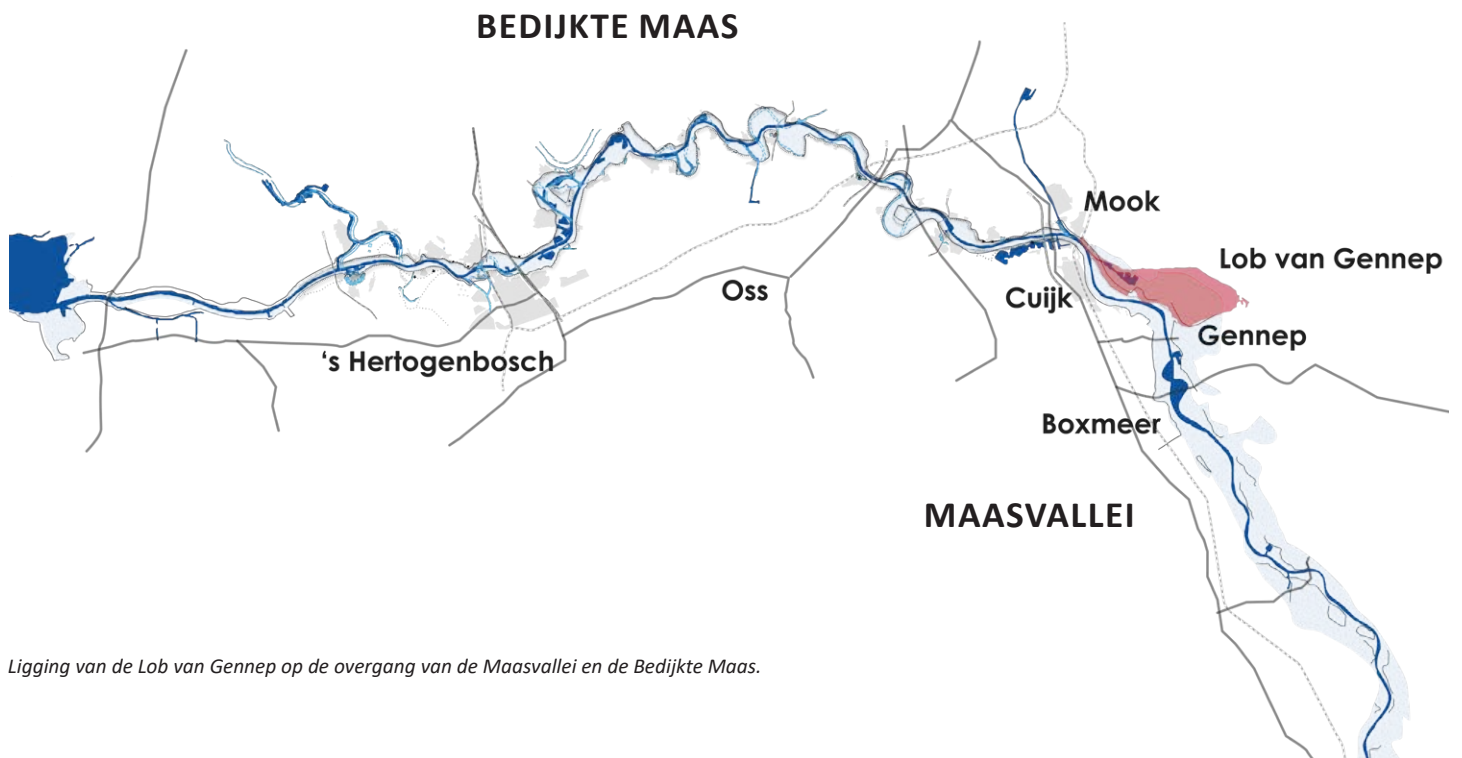 BEDIJKTE MAAS
Mook
Lob van Gennep
Oss
Cuijk
Gennep
‘s Hertogenbosch
Boxmeer
MAASVALLEI
Ligging van de Lob van Gennep op de overgang van de Maasvallei en de Bedijkte Maas.